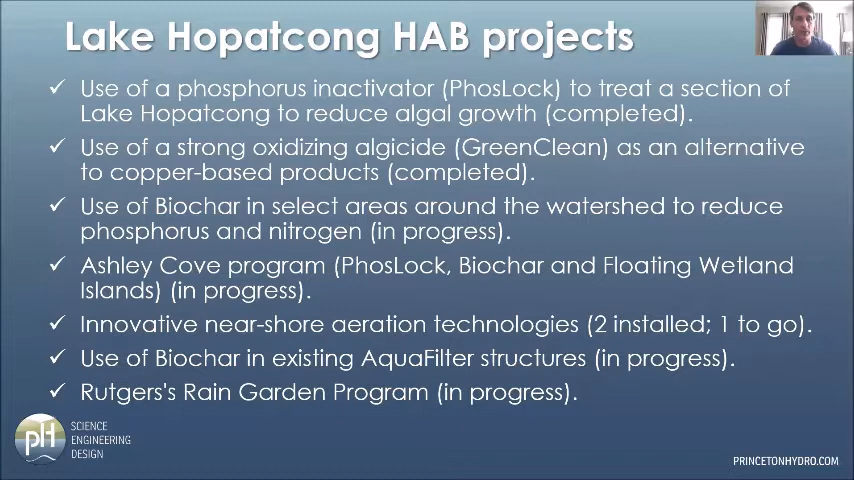 Lake Hopatcong HAB projects
✓ Use of a phosphorus inactivator (PhosLock) to treat a section of
Lake Hopatcong to reduce algal growth (completed).
✓ Use of a strong oxidizing algicide (GreenClean) as an alternative
to copper-based products (completed).
✓ Use of Biochar in select areas around the watershed to reduce
phosphorus and nitrogen (in progress).
✓ Ashley Cove program (PhosLock, Biochar and Floating Wetland
Islands) (in progress).
✓ Innovative near-shore aeration technologies (2 installed; 1 to go).
✓ Use of Biochar in existing AquaFilter structures (in progress).
✓ Rutgers's Rain Garden Program (in progress).
pH
SCIENCE
ENGINEERING
DESIGN
PRINCETONHYDRO.COM